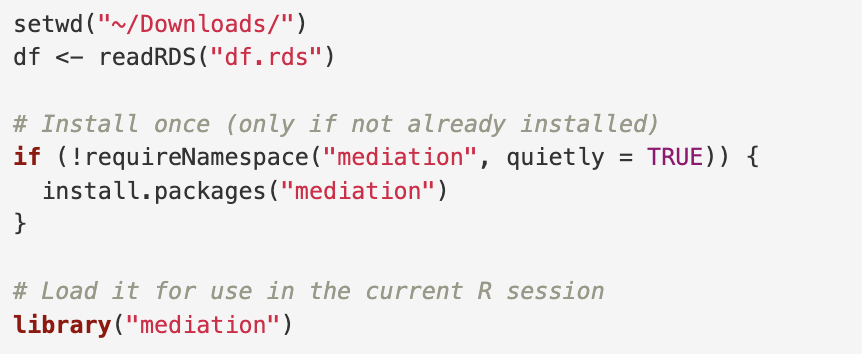 setwd("~/Downloads/")
df <- readRDS("df.rds")
# Install once (only if not already installed)
if (!requireNamespace("mediation", quietly = TRUE)) {
  install.packages("mediation")
}
# Load it for use in the current R session
library("mediation")